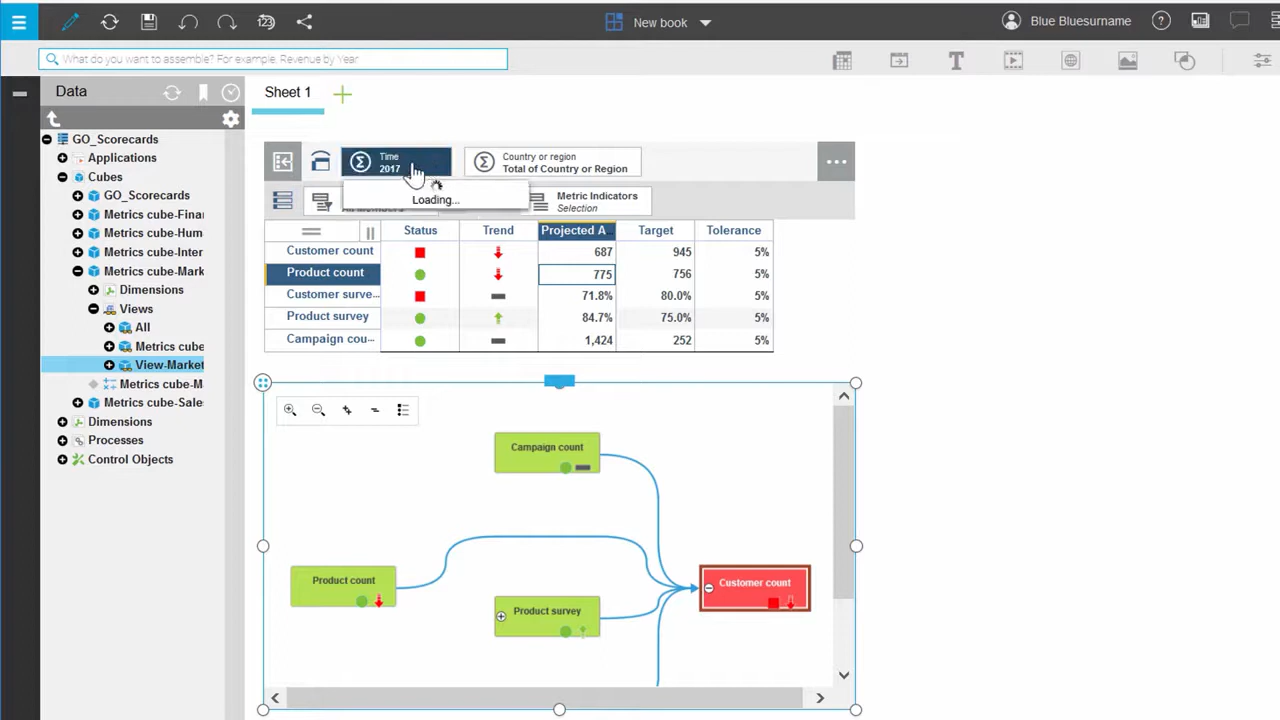 New book
Blue Bluesurname
What do you want to assemble? For example, Revenue by Year
Data
Sheet 1
GO_Scorecards
Applications
Cubes
GO_Scorecards
Metrics cube-Finar
Metrics cube-Hum
Metrics cube-Inter
Metrics cube-Mark
Dimensions
Views
All
Metrics cube
View-Market
Metrics cube-M
Metrics cube-Sales
Dimensions
Processes
Control Objects
Time
2017
Country or region
Total of Country or Region
Loading...
Metric Indicators
Selection
Status Trend Projected A... Target Tolerance
Customer count 687 945 5%
Product count 775 756 5%
Customer surve... 71.8% 80.0% 5%
Product survey 84.7% 75.0% 5%
Campaign cou... 1,424 252 5%
Campaign count
Product count
Product survey
Customer count